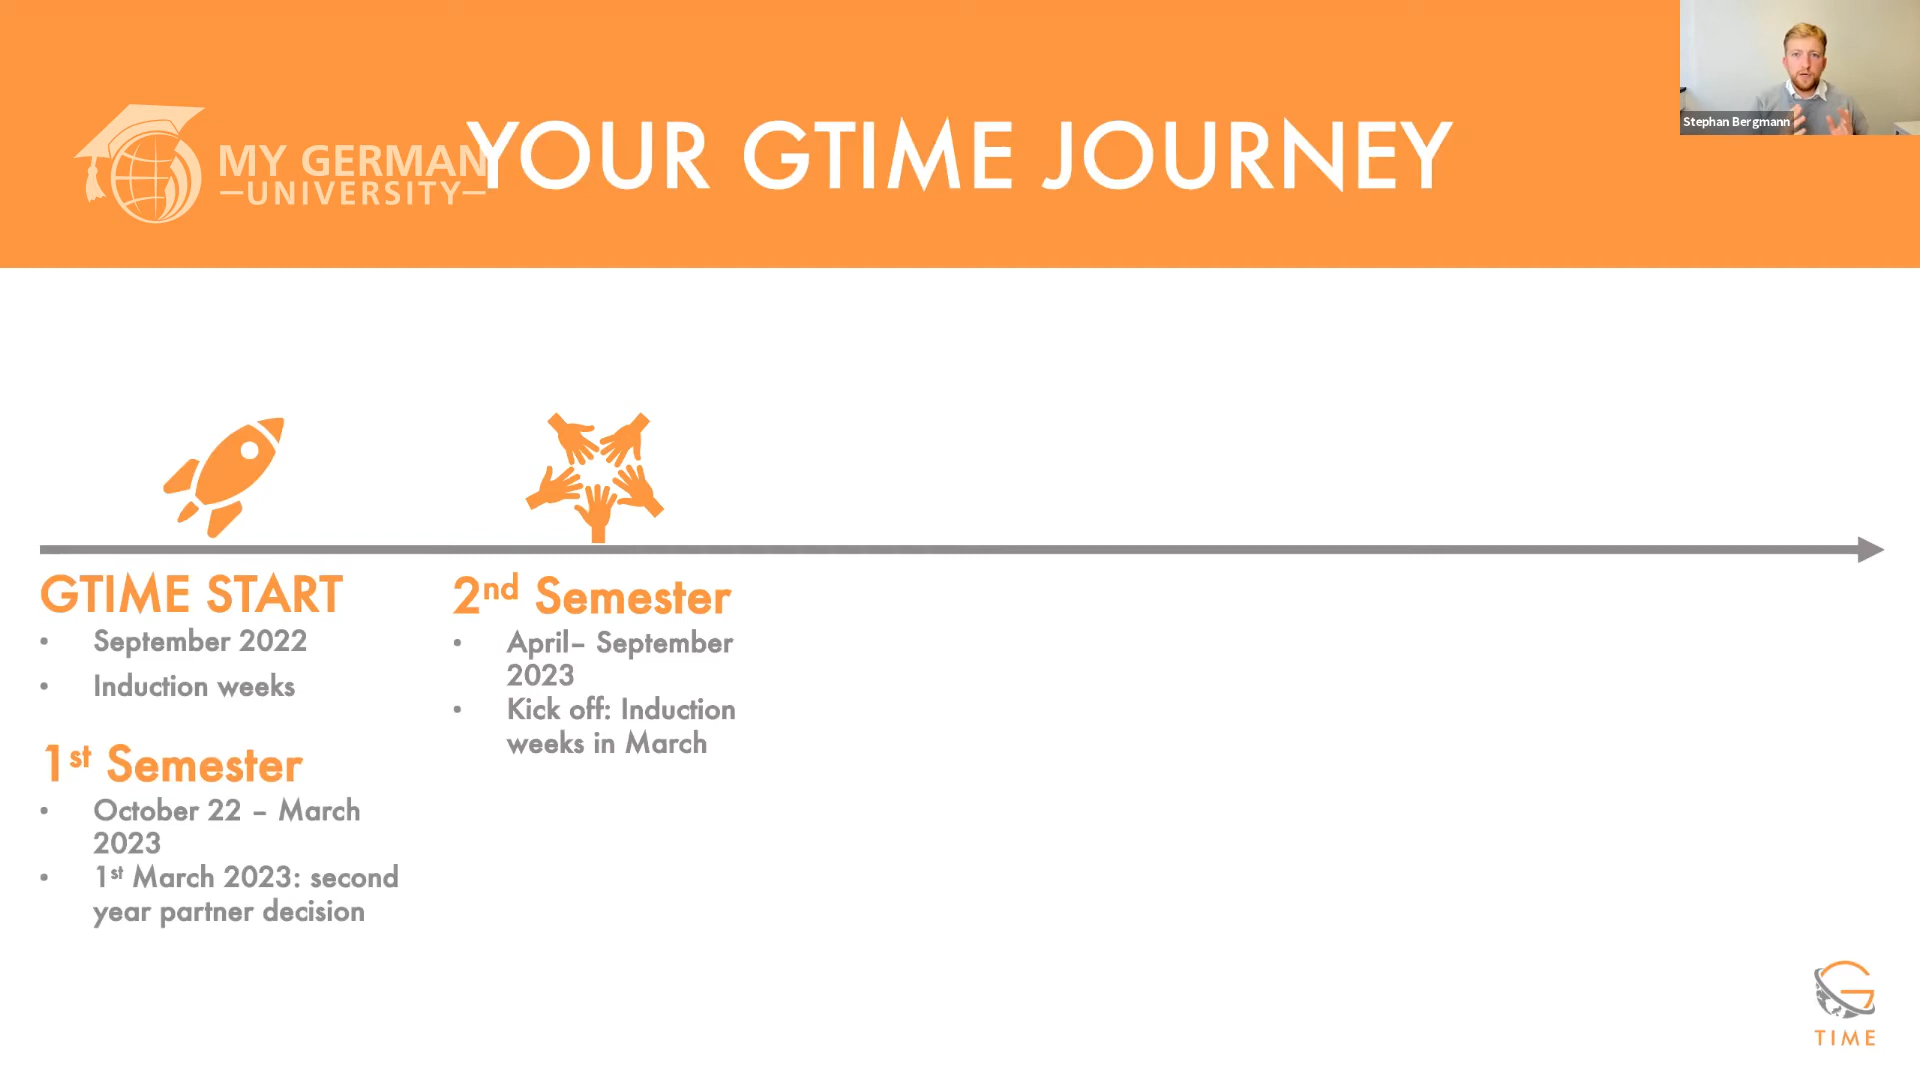 MY GERMAN
—UNIVERSITY—
YOUR GTIME JOURNEY
Stephan Bergmann
GTIME START
• September 2022
• Induction weeks
1st Semester
• October 22 – March
2023
• 1st March 2023: second
year partner decision
2nd Semester
• April– September
2023
• Kick off: Induction
weeks in March
G
TIME